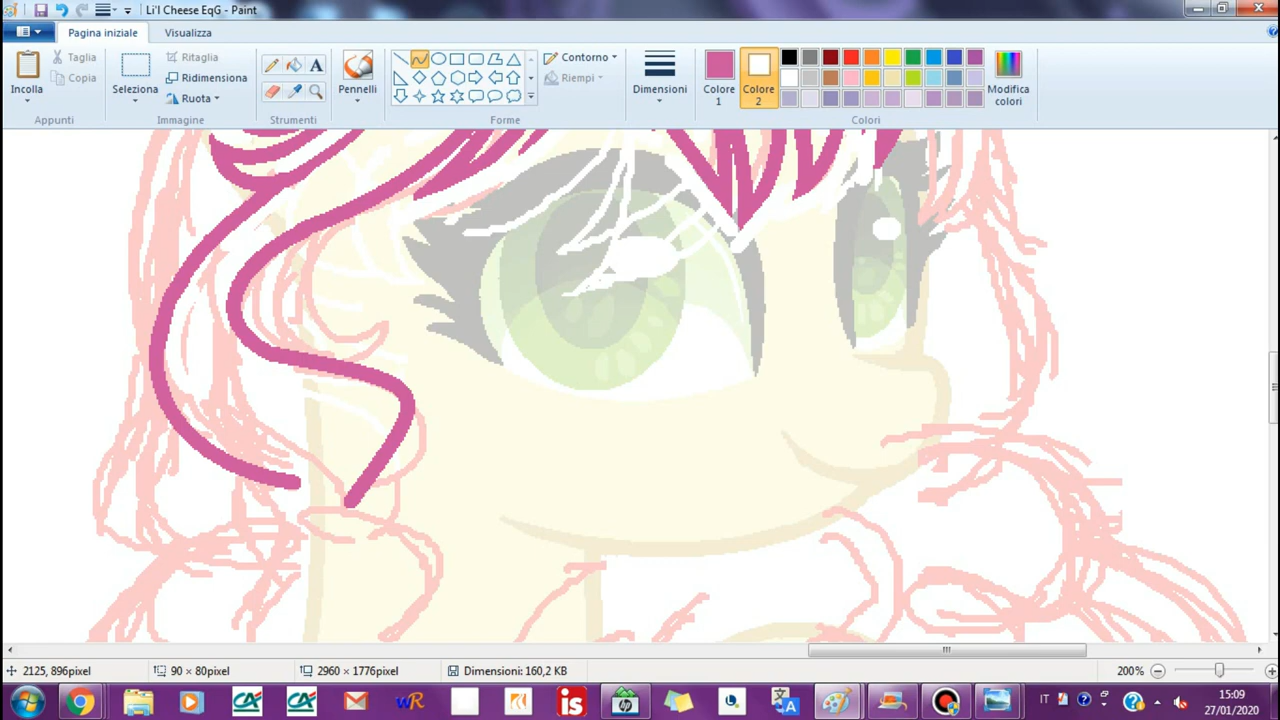 Li'l Cheese EqG - Paint
Pagina iniziale
Visualizza
Incolla
Taglia
Copia
Appunti
Seleziona
Ritaglia
Ridimensiona
Ruota
Immagine
Strumenti
Pennelli
Contorno
Riempi
Forme
Dimensioni
Colore 1
Colore 2
Modifica colori
Colori
2125, 896pixel
90 × 80pixel
2960 × 1776pixel
Dimensioni: 160,2 KB
200%
IT
15:09
27/01/2020